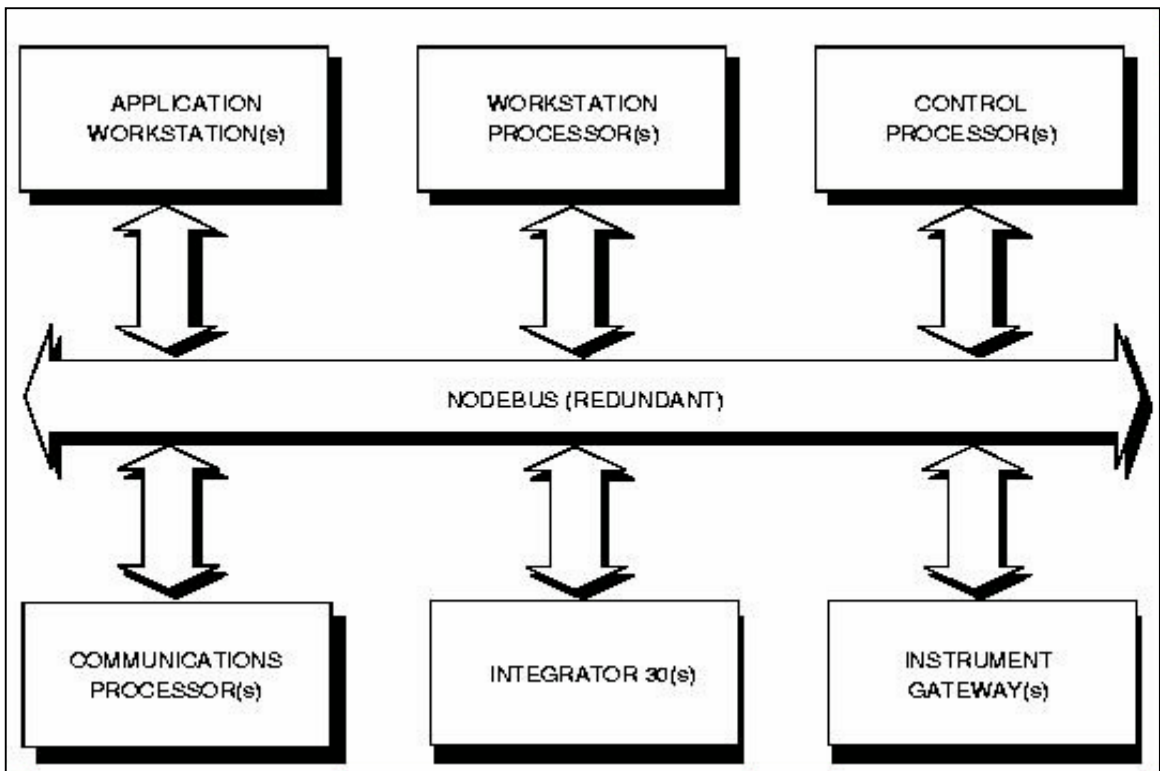 APPLICATION
WORKSTATION(s)
WORKSTATION
PROCESSOR(s)
CONTROL
PROCESSOR(s)
NODEBUS (REDUNDANT)
COMMUNICATIONS
PROCESSOR(s)
INTEGRATOR 30(s)
INSTRUMENT
GATEWAY(s)